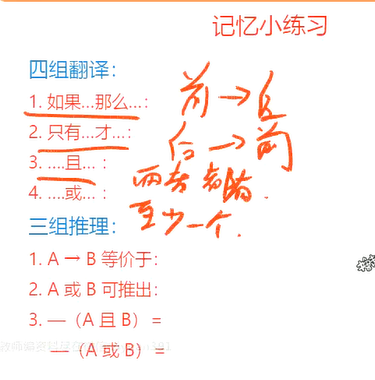 记忆小练习
四组翻译：
1. 如果…那么…： 前→后
2. 只有…才…： 后→前
3. ….且… ： 两者都
4. ….或… ： 至少一个.
三组推理：
1. A → B 等价于：
2. A 或 B 可推出：
3. —（A 且 B） =
—（A 或 B） =